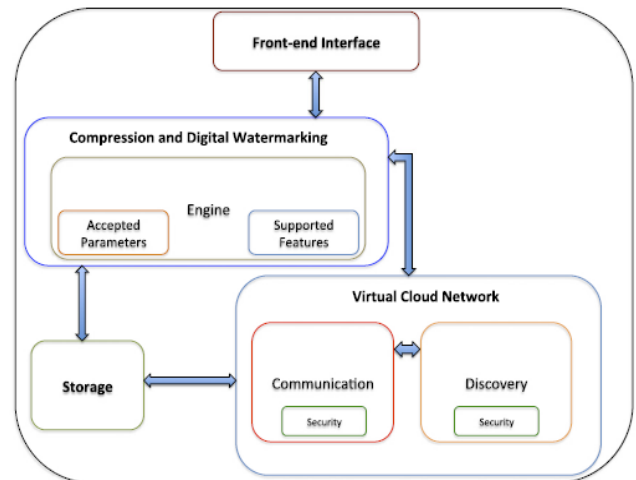 Front-end Interface
Compression and Digital Watermarking
Engine
Accepted
Parameters
Supported
Features
Virtual Cloud Network
Storage
Communication
Discovery
Security
Security